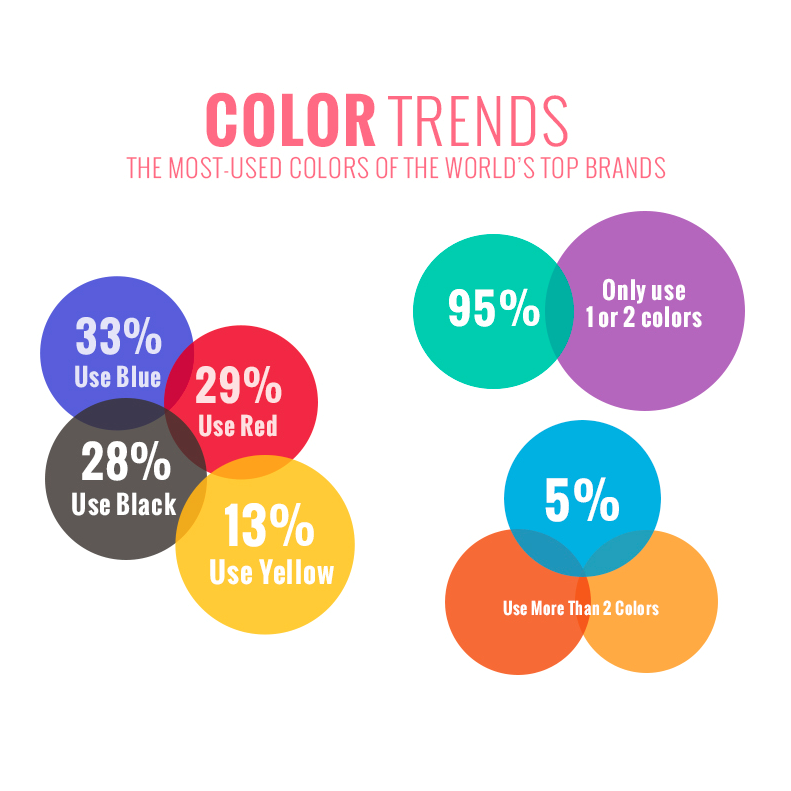 COLOR TRENDS
THE MOST-USED COLORS OF THE WORLD'S TOP BRANDS
33%
Use Blue
29%
Use Red
28%
Use Black
13%
Use Yellow
95%
Only use
1 or 2 colors
5%
Use More Than 2 Colors